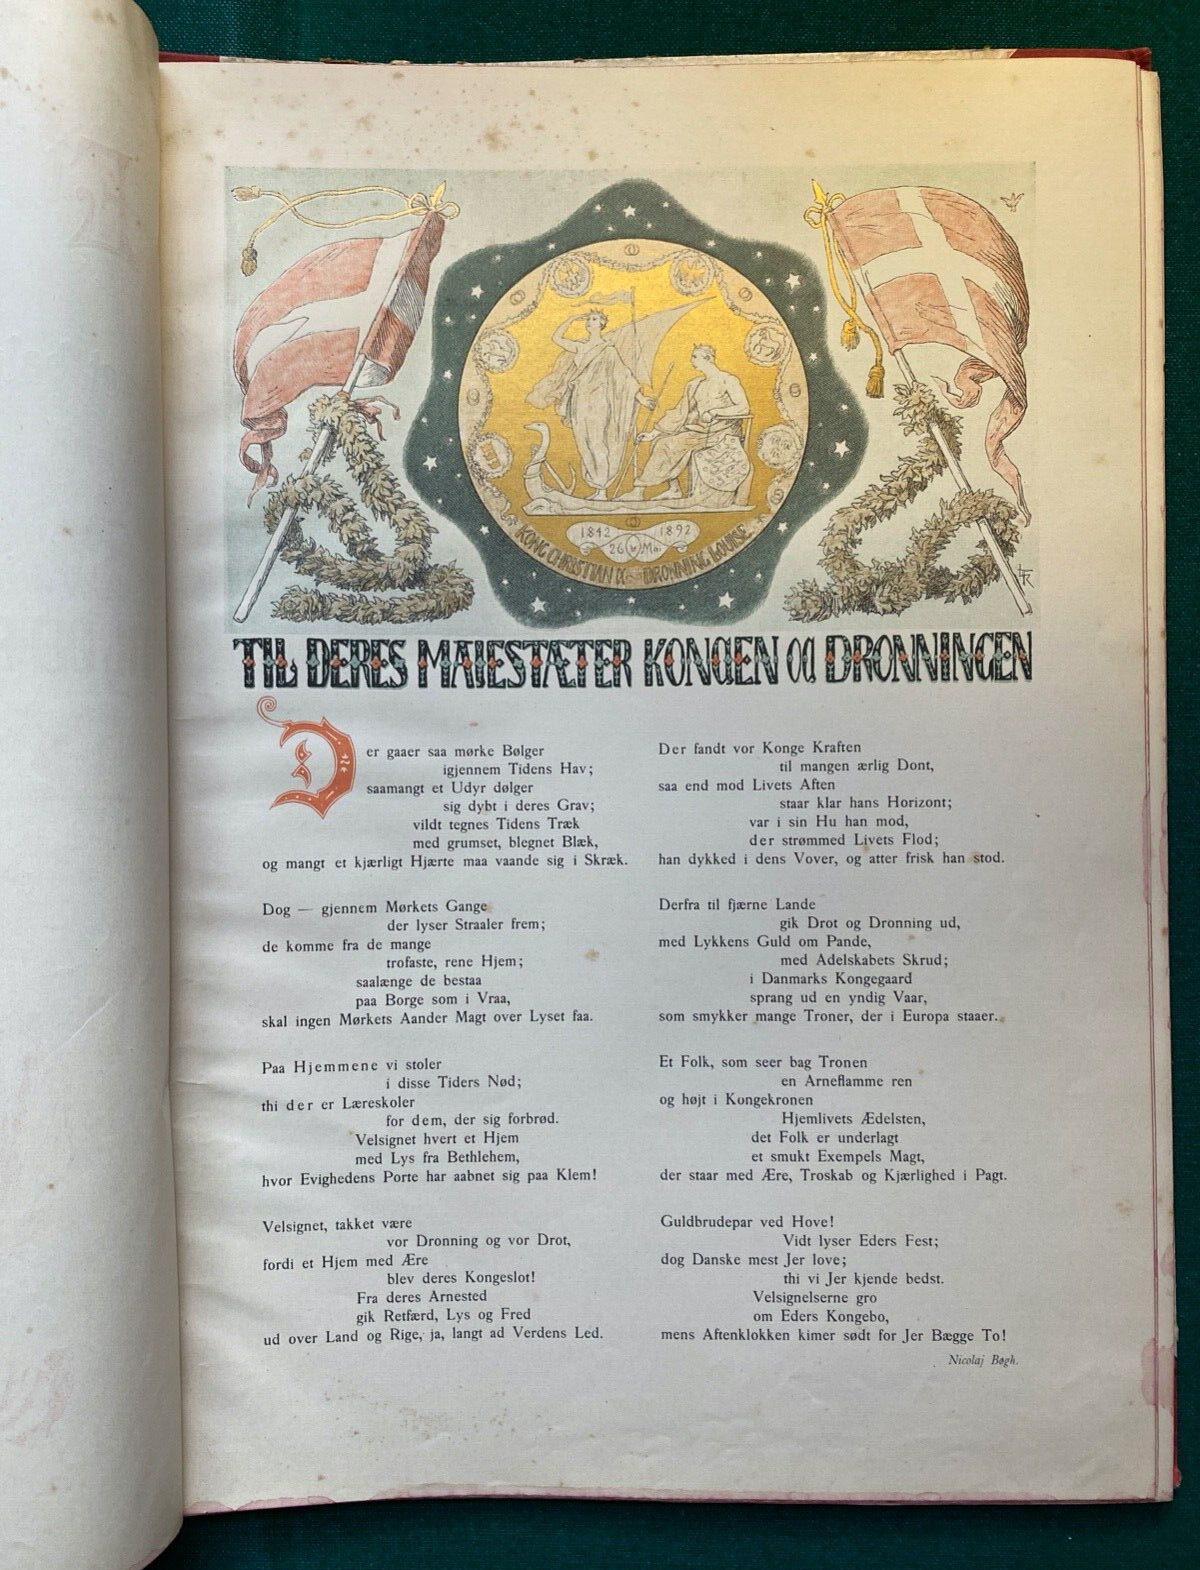 1842 1892
26 Mai
KONG CHRISTIAN IX DRONNING LOUISE
TIL DERES MAIESTÆTER KONGEN OG DRONNINGEN
Der gaaer saa mørke Bølger
igjennem Tidens Hav;
saamangt et Udyr dølger
sig dybt i deres Grav;
vildt tegnes Tidens Træk
med grumset, blegnet Blæk,
og mangt et kjærligt Hjærte maa vaande sig i Skræk.
Dog — gjennem Mørkets Gange
der lyser Straaler frem;
de komme fra de mange
trofaste, rene Hjem;
saalænge de bestaa
paa Borge som i Vraa,
skal ingen Mørkets Aander Magt over Lyset faa.
Paa Hjemmene vi stoler
i disse Tiders Nød;
thi der er Læreskoler
for dem, der sig forbrød.
Velsignet hvert et Hjem
med Lys fra Bethlehem,
hvor Evighedens Porte har aabnet sig paa Klem!
Velsignet, takket være
vor Dronning og vor Drot,
fordi et Hjem med Ære
blev deres Kongeslot!
Fra deres Arnested
gik Retfærd, Lys og Fred
ud over Land og Rige, ja, langt ad Verdens Led.
Der fandt vor Konge Kraften
til mangen ærlig Dont,
saa end mod Livets Aften
staar klar hans Horizont;
var i sin Hu han mod,
der strømmed Livets Flod;
han dykked i dens Vover, og atter frisk han stod.
Derfra til fjærne Lande
gik Drot og Dronning ud,
med Lykkens Guld om Pande,
med Adelskabets Skrud;
i Danmarks Kongegaard
sprang ud en yndig Vaar,
som smykker mange Troner, der i Europa staaer.
Et Folk, som seer bag Tronen
en Arneflamme ren
og højt i Kongekronen
Hjemlivets Ædelsten,
det Folk er underlagt
et smukt Exempels Magt,
der staar med Ære, Troskab og Kjærlighed i Pagt.
Guldbrudepar ved Hove!
Vidt lyser Eders Fest;
dog Danske mest Jer love;
thi vi Jer kjende bedst.
Velsignelserne gro
om Eders Kongebo,
mens Aftenklokken kimer sødt for Jer Bægge To!
Nicolaj Bøgh.